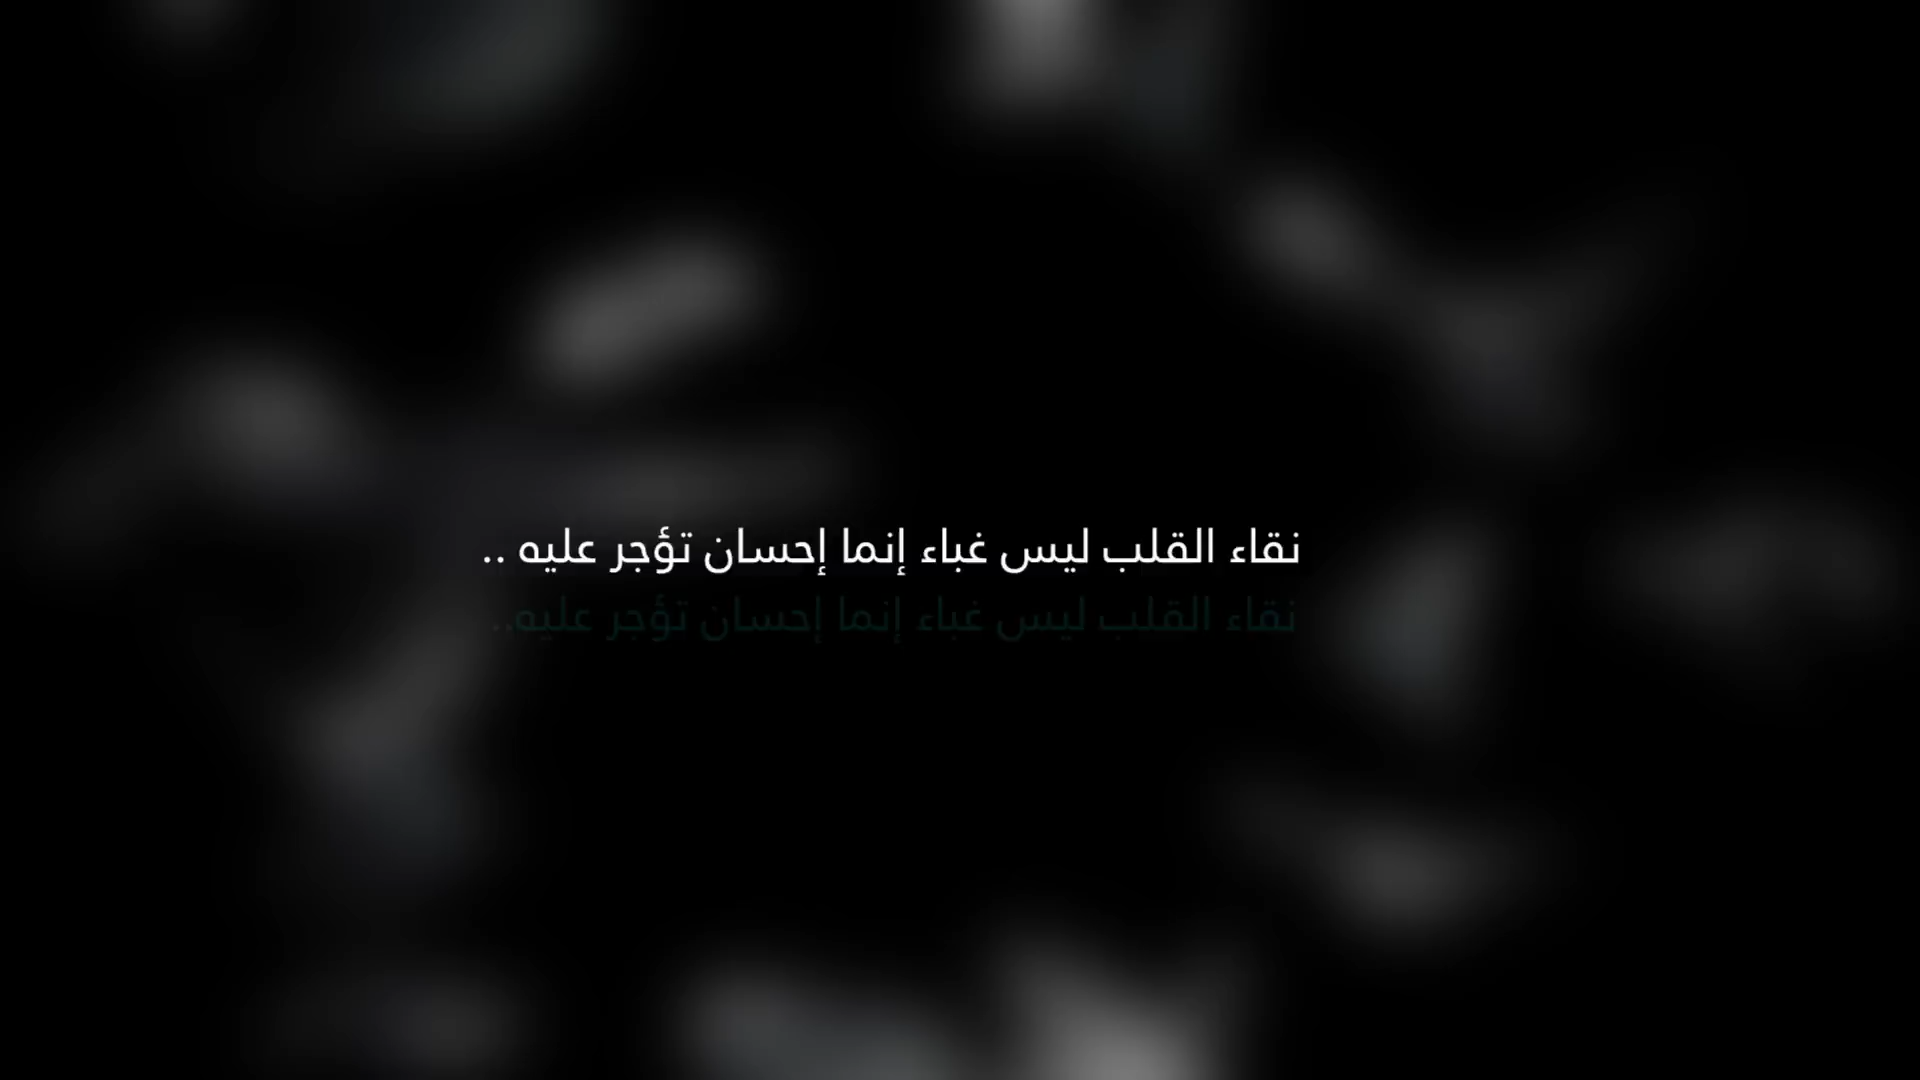 نقاء القلب ليس غباء إنما إحسان تؤجر عليه ..
نقاء القلب ليس غباء إنما إحسان تؤجر عليه..